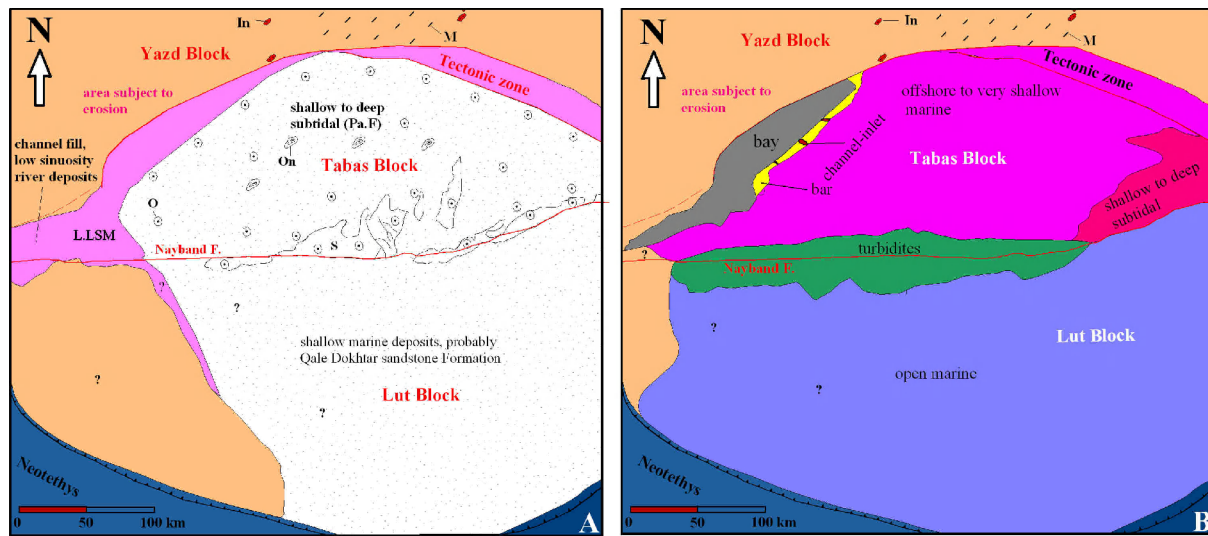 In
M
N
Yazd Block
Tectonic zone
area subject to
erosion
shallow to deep
subtidal (Pa.F)
On
channel fill,
low sinuosity
river deposits
Tabas Block
O
L.LSM
S
Nayband F.
?
?
shallow marine deposits, probably
Qale Dokhtar sandstone Formation
?
Lut Block
?
Neotethys
0 50 100 km
A
In
M
N
Yazd Block
Tectonic zone
area subject to
erosion
offshore to very shallow
marine
bay
channel-inlet
Tabas Block
bar
shallow to deep
subtidal
turbidites
?
Nayband F.
?
Lut Block
open marine
?
Neotethys
0 50 100 km
B